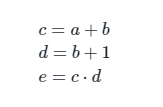 c = a + b
d = b + 1
e = c · d